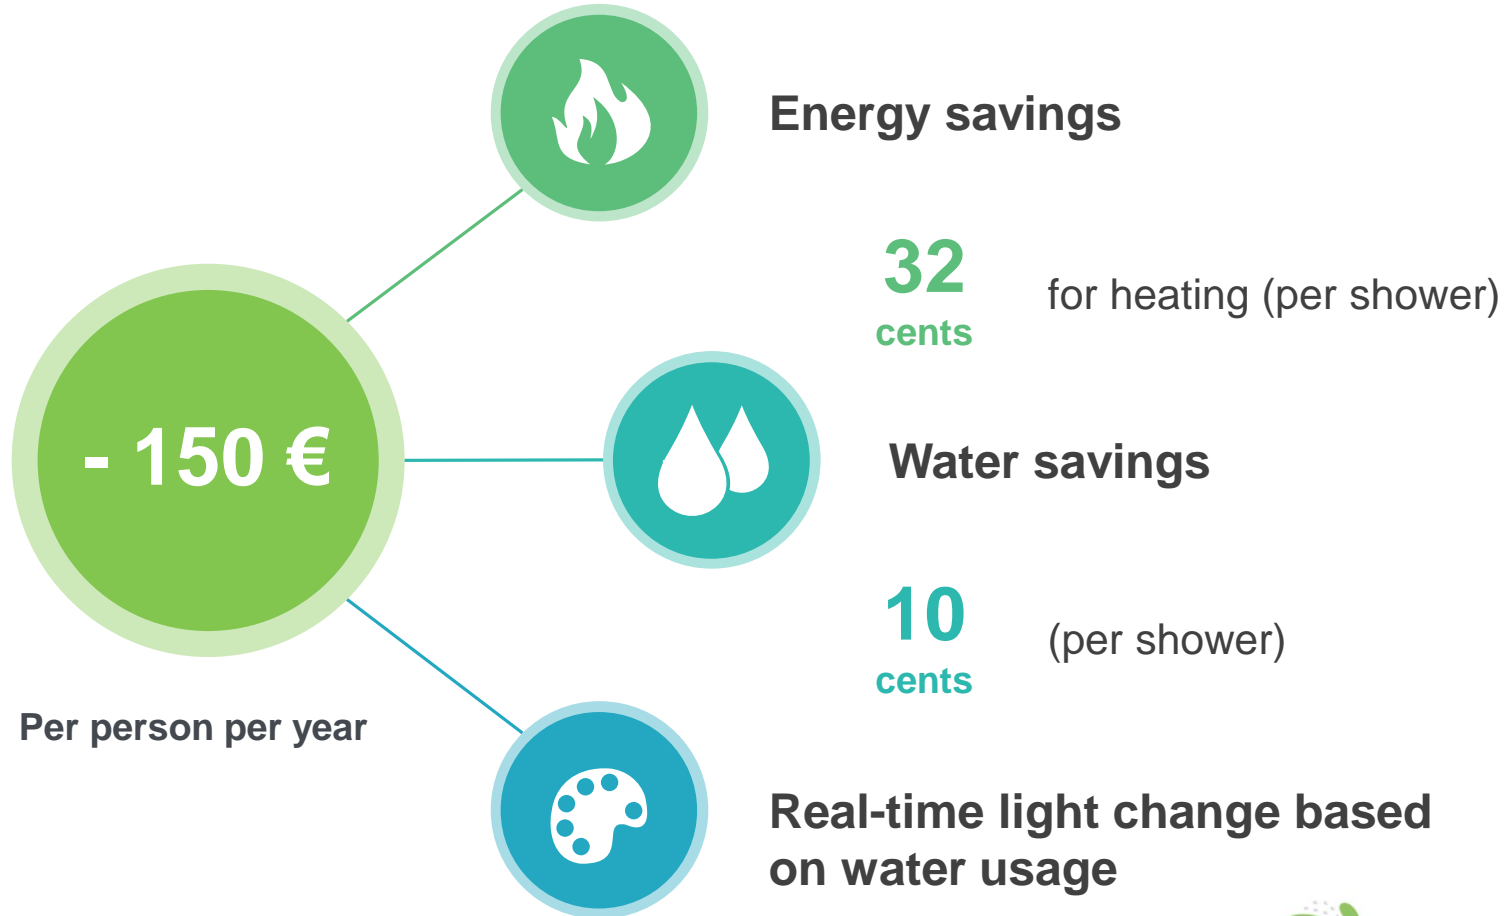 Energy savings
32
cents
for heating (per shower)
- 150 €
Water savings
10
cents
(per shower)
Per person per year
Real-time light change based
on water usage